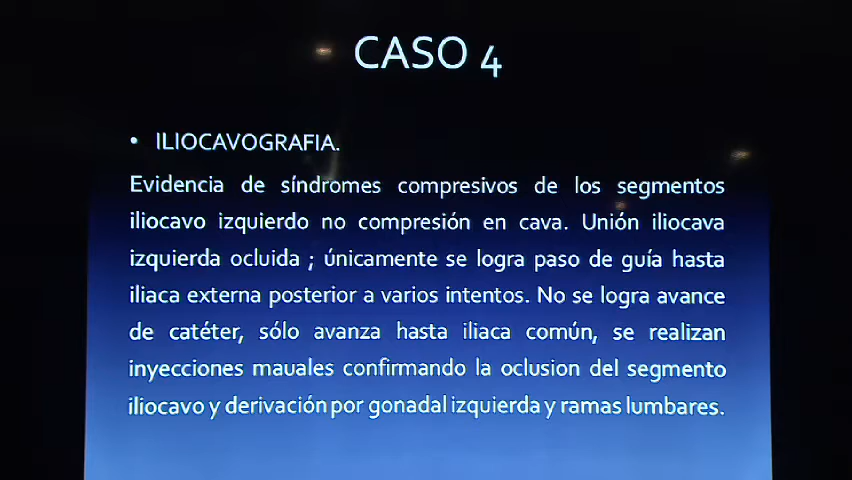 CASO 4
• ILIOCAVOGRAFIA.
Evidencia de síndromes compresivos de los segmentos
iliocavo izquierdo no compresión en cava. Unión iliocava
izquierda ocluida ; únicamente se logra paso de guía hasta
iliaca externa posterior a varios intentos. No se logra avance
de catéter, sólo avanza hasta iliaca común, se realizan
inyecciones mauales confirmando la oclusion del segmento
iliocavo y derivación por gonadal izquierda y ramas lumbares.